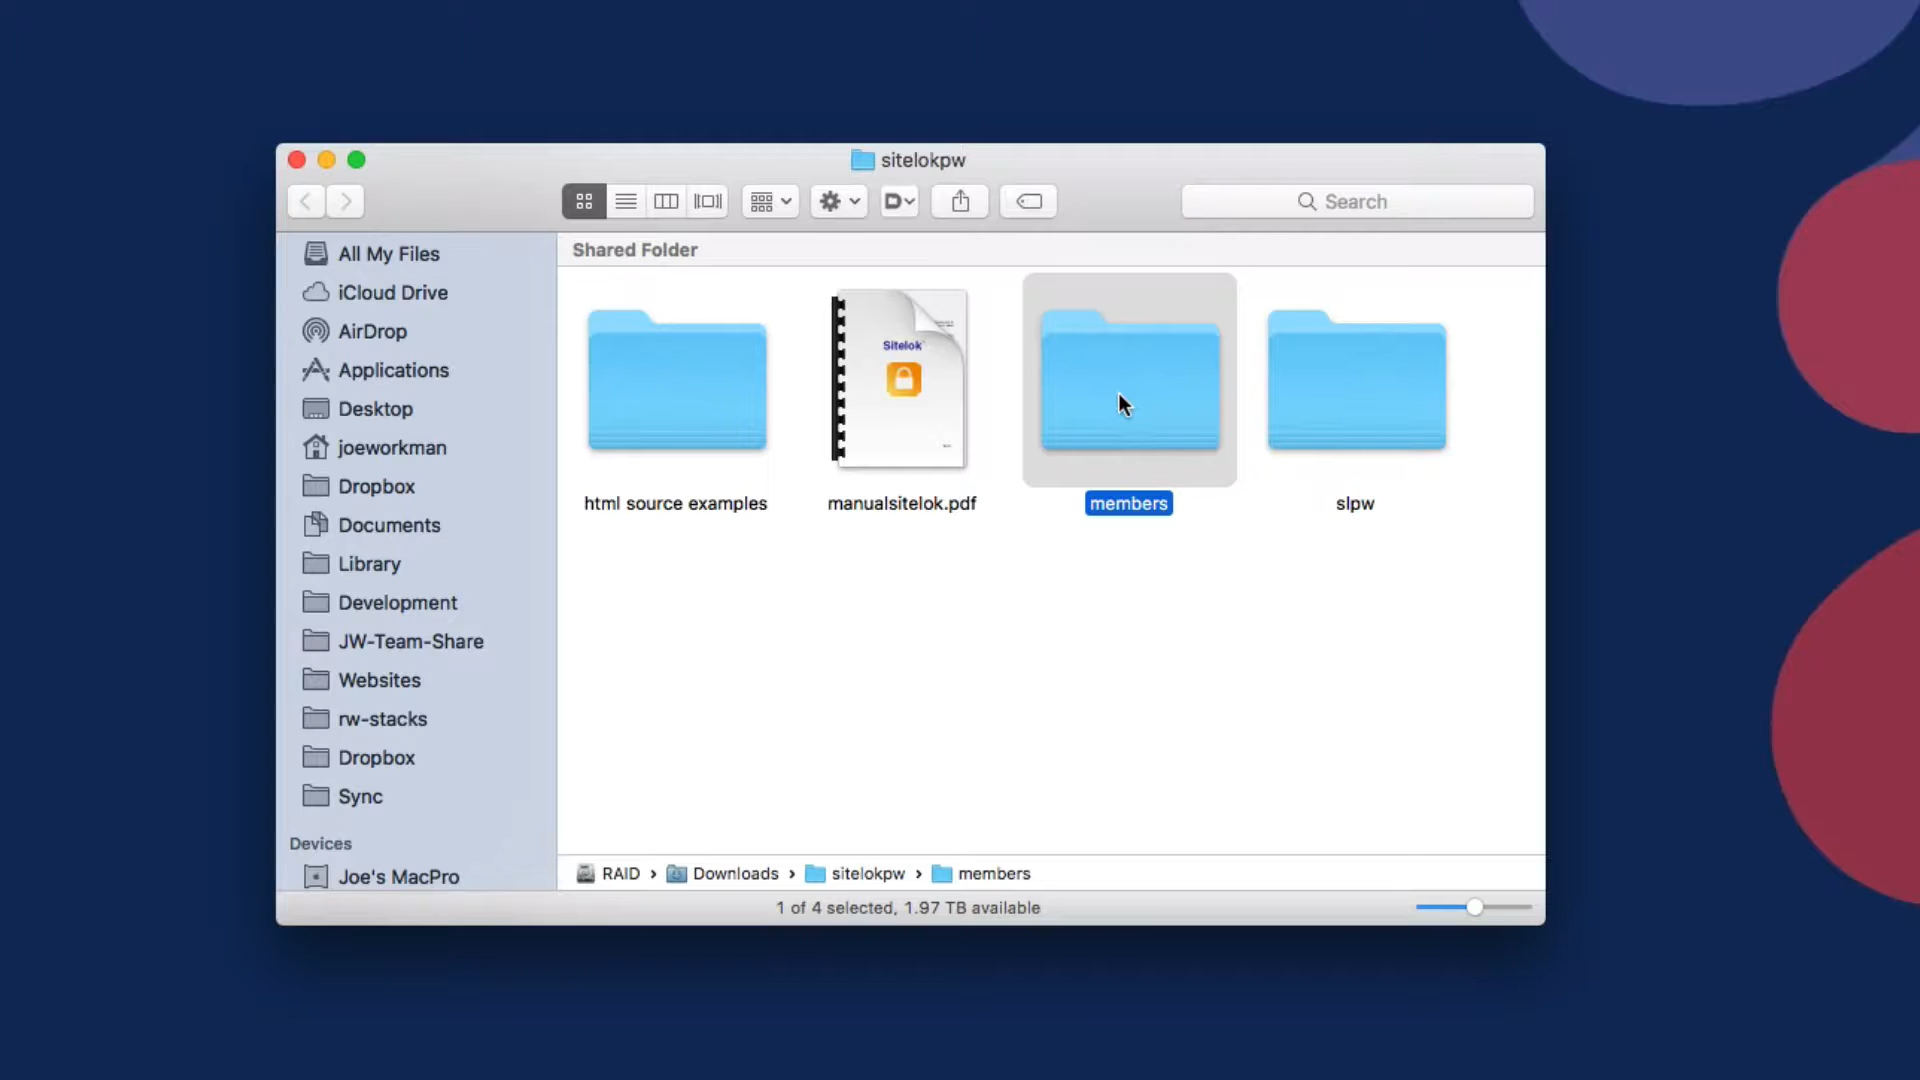 sitelokpw
Search
All My Files
iCloud Drive
AirDrop
Applications
Desktop
joeworkman
Dropbox
Documents
Library
Development
JW-Team-Share
Websites
rw-stacks
Dropbox
Sync
Devices
Joe's MacPro
Shared Folder
Sitelok
html source examples
manualsitelok.pdf
members
slpw
RAID › Downloads › sitelokpw › members
1 of 4 selected, 1.97 TB available